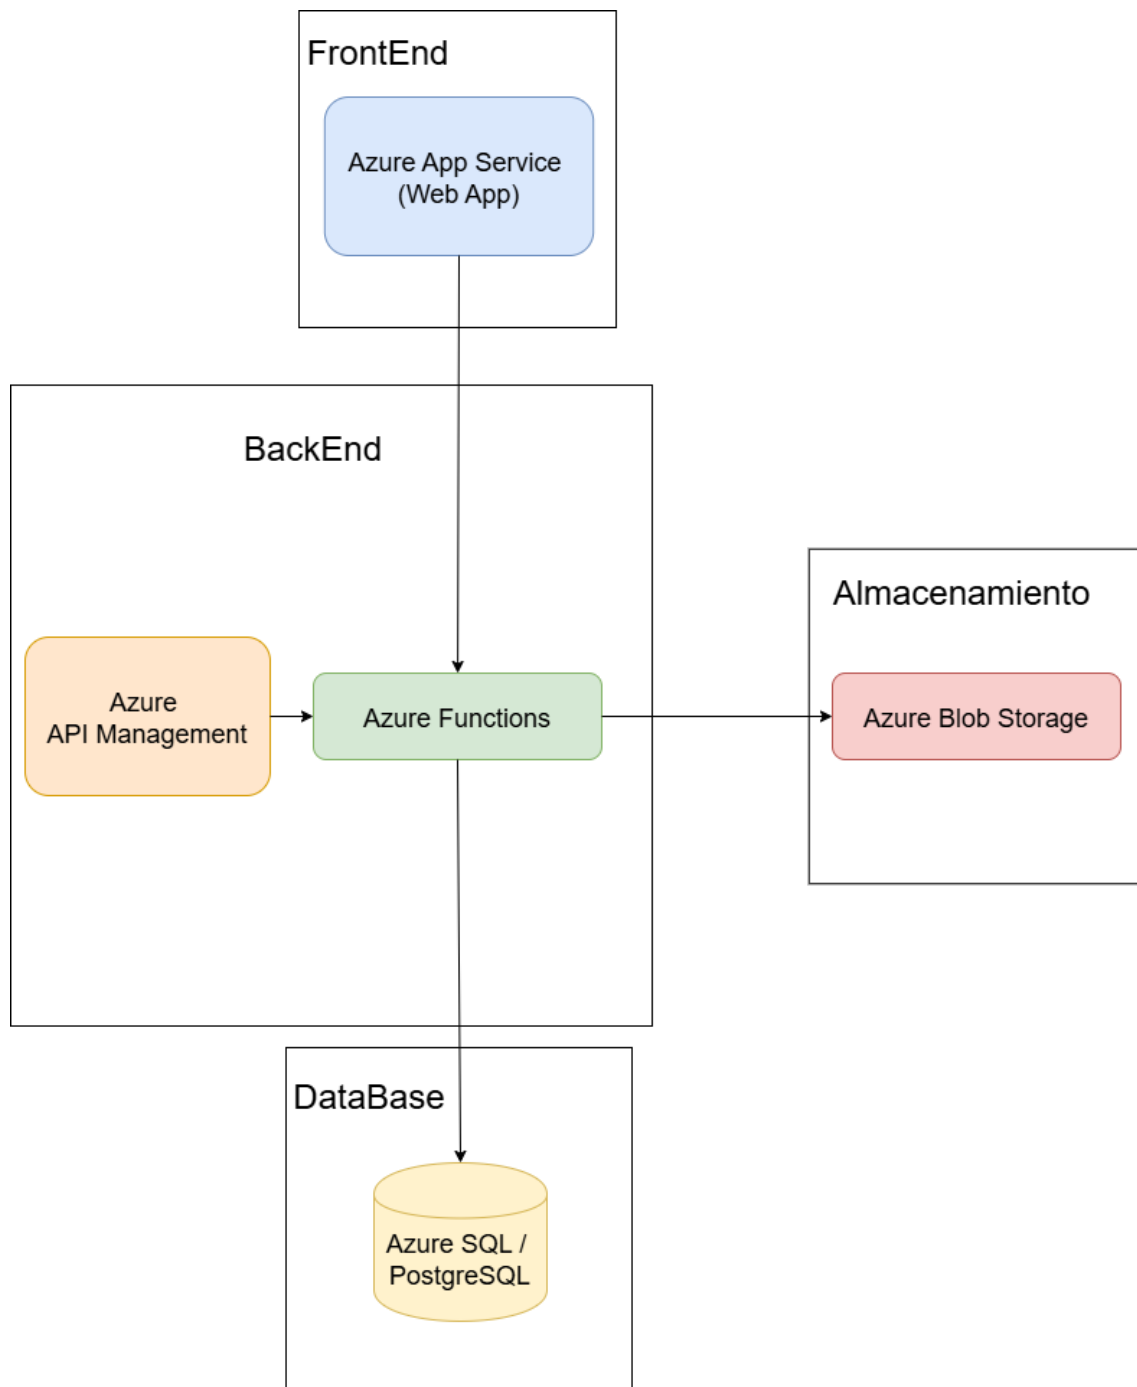 FrontEnd
Azure App Service
(Web App)
BackEnd
Azure
API Management
Azure Functions
Almacenamiento
Azure Blob Storage
DataBase
Azure SQL /
PostgreSQL